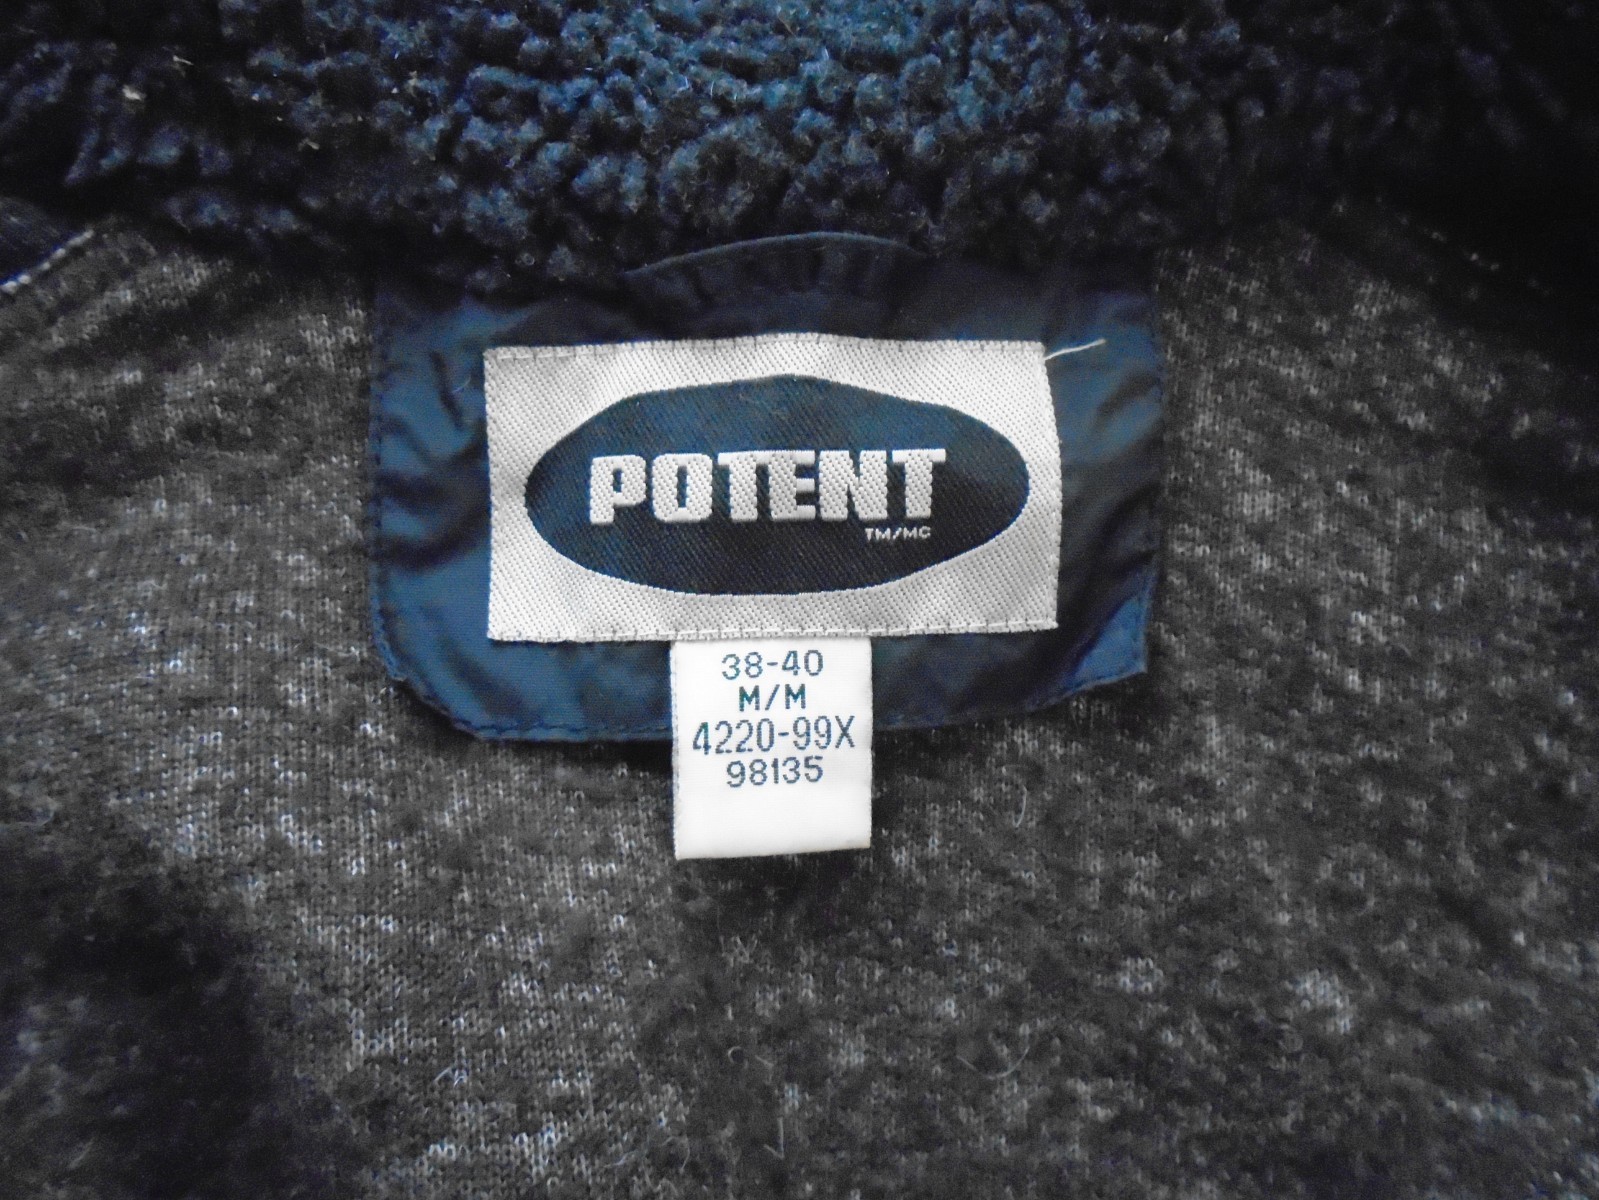 POTENT
TM/MC
38-40
M/M
4220-99X
98135